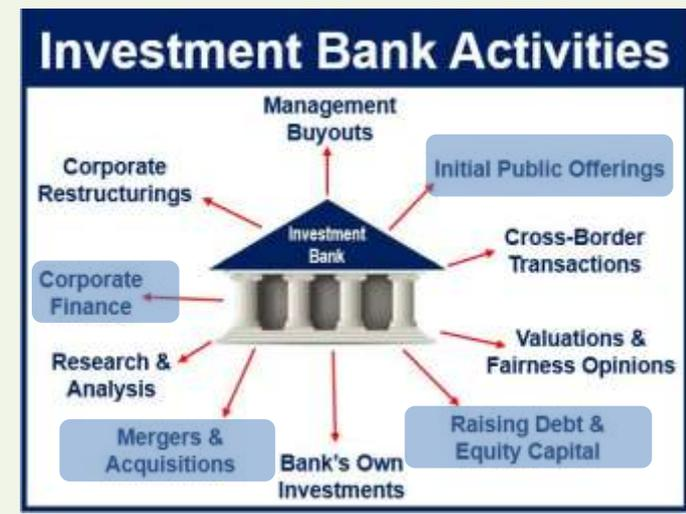 Investment Bank Activities
Management
Buyouts
Corporate
Restructurings
Initial Public Offerings
Investment
Bank
Cross-Border
Transactions
Corporate
Finance
Valuations &
Fairness Opinions
Research &
Analysis
Mergers &
Acquisitions
Bank's Own
Investments
Raising Debt &
Equity Capital